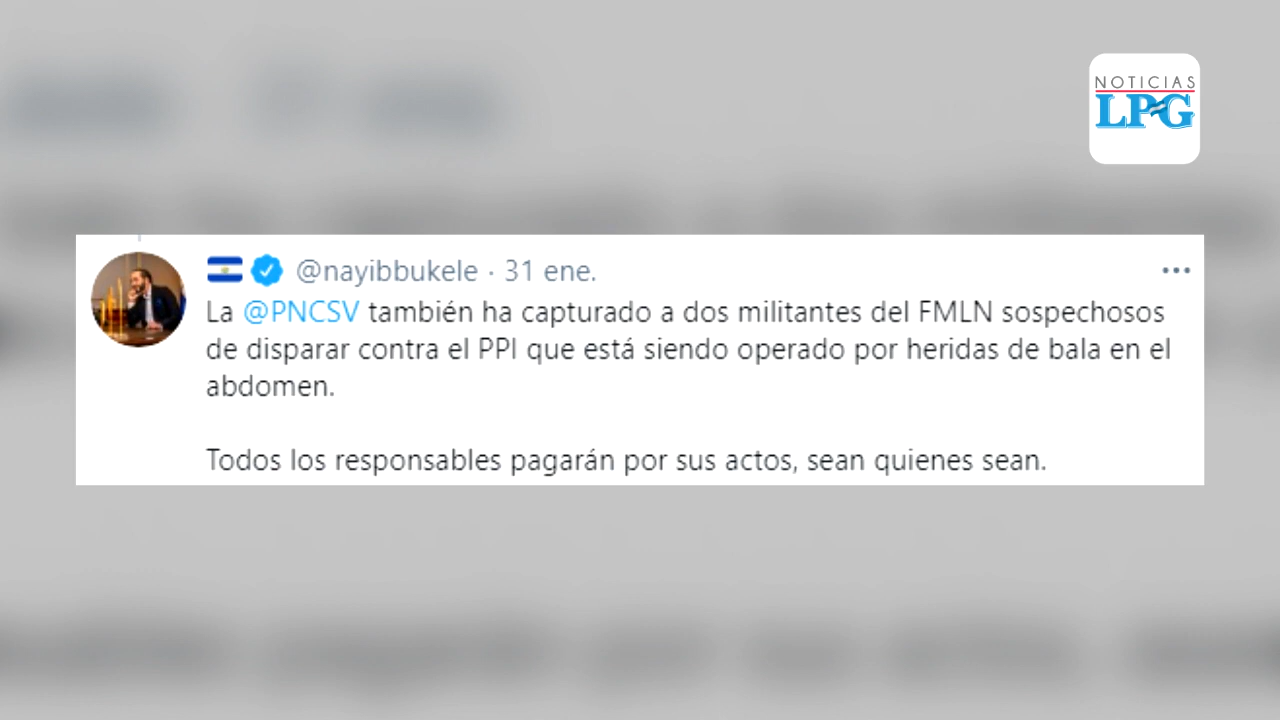 NOTICIAS
LPG
@nayibbukele · 31 ene.
La @PNCSV también ha capturado a dos militantes del FMLN sospechosos
de disparar contra el PPI que está siendo operado por heridas de bala en el
abdomen.
Todos los responsables pagarán por sus actos, sean quienes sean.